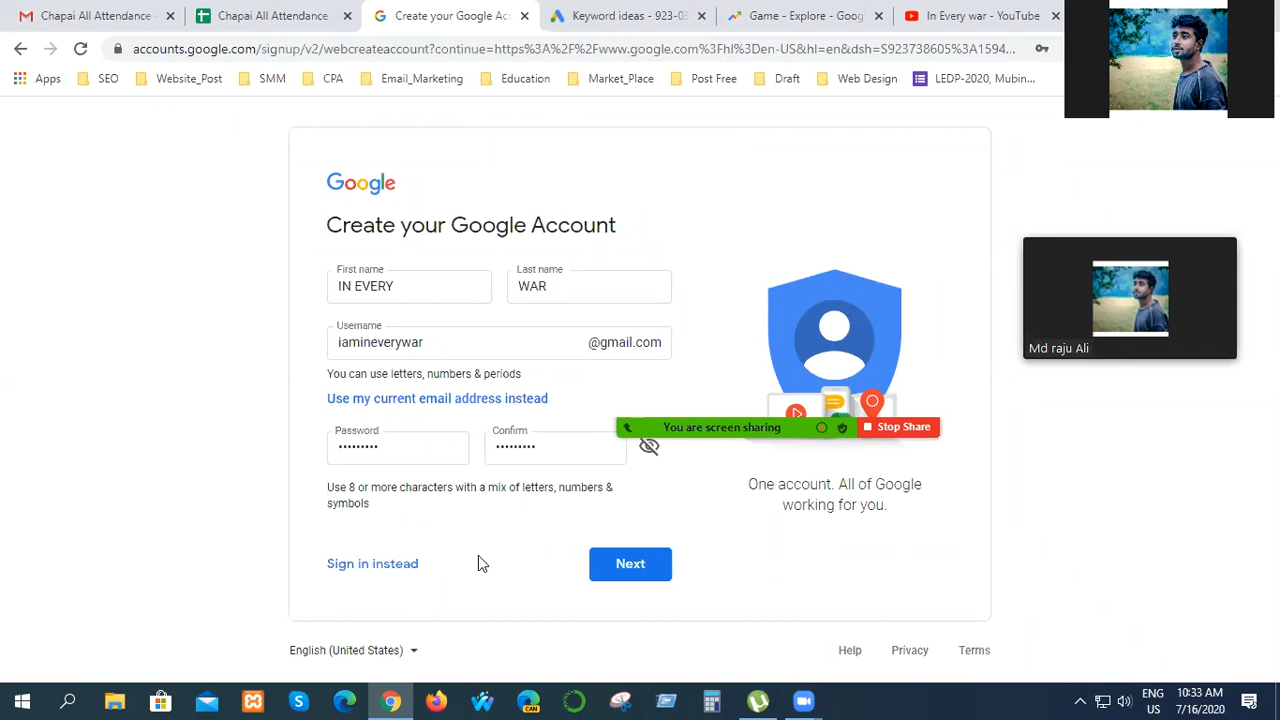 Chapai All Attendance
Chapai All Attendance
Create your Google Acco
Keyword ideas - 923-0
Game - Explore - Goog
In Every war - YouTube
accounts.google.com/signup/v2/webcreateaccount?continue=https%3A%2F%2Fwww.google.com%3Fhl%3Den-US&hl=en&dsh=S923738605%3A1594...
Apps
SEO
Website_Post
SMM
CPA
Email_Marketing
Education
Market_Place
Post Free
Draft
Web Design
LEDP-2020, Mubin...
Google
Create your Google Account
First name
IN EVERY
Last name
WAR
Username
iamineverywar
@gmail.com
You can use letters, numbers & periods
Use my current email address instead
Password
•••••••••
Confirm
•••••••••
Use 8 or more characters with a mix of letters, numbers &
symbols
Sign in instead
Next
You are screen sharing
Stop Share
One account. All of Google
working for you.
Md raju Ali
English (United States)
Help
Privacy
Terms
CAN
ENG
US
10:33 AM
7/16/2020